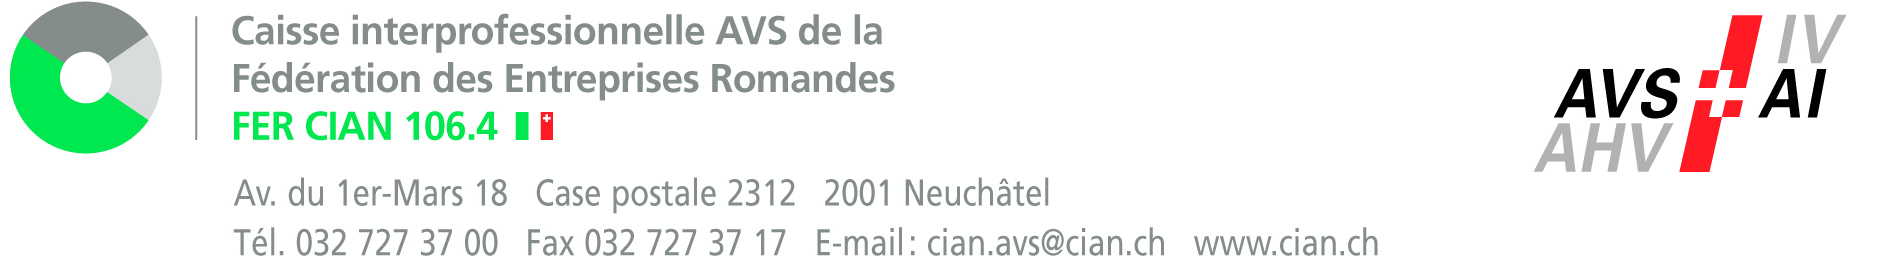 Caisse interprofessionnelle AVS de la
Fédération des Entreprises Romandes
FER CIAN 106.4
Av. du 1er-Mars 18 Case postale 2312 2001 Neuchâtel
Tél. 032 727 37 00 Fax 032 727 37 17 E-mail : cian.avs@cian.ch www.cian.ch
IV
AVS AI
AHV